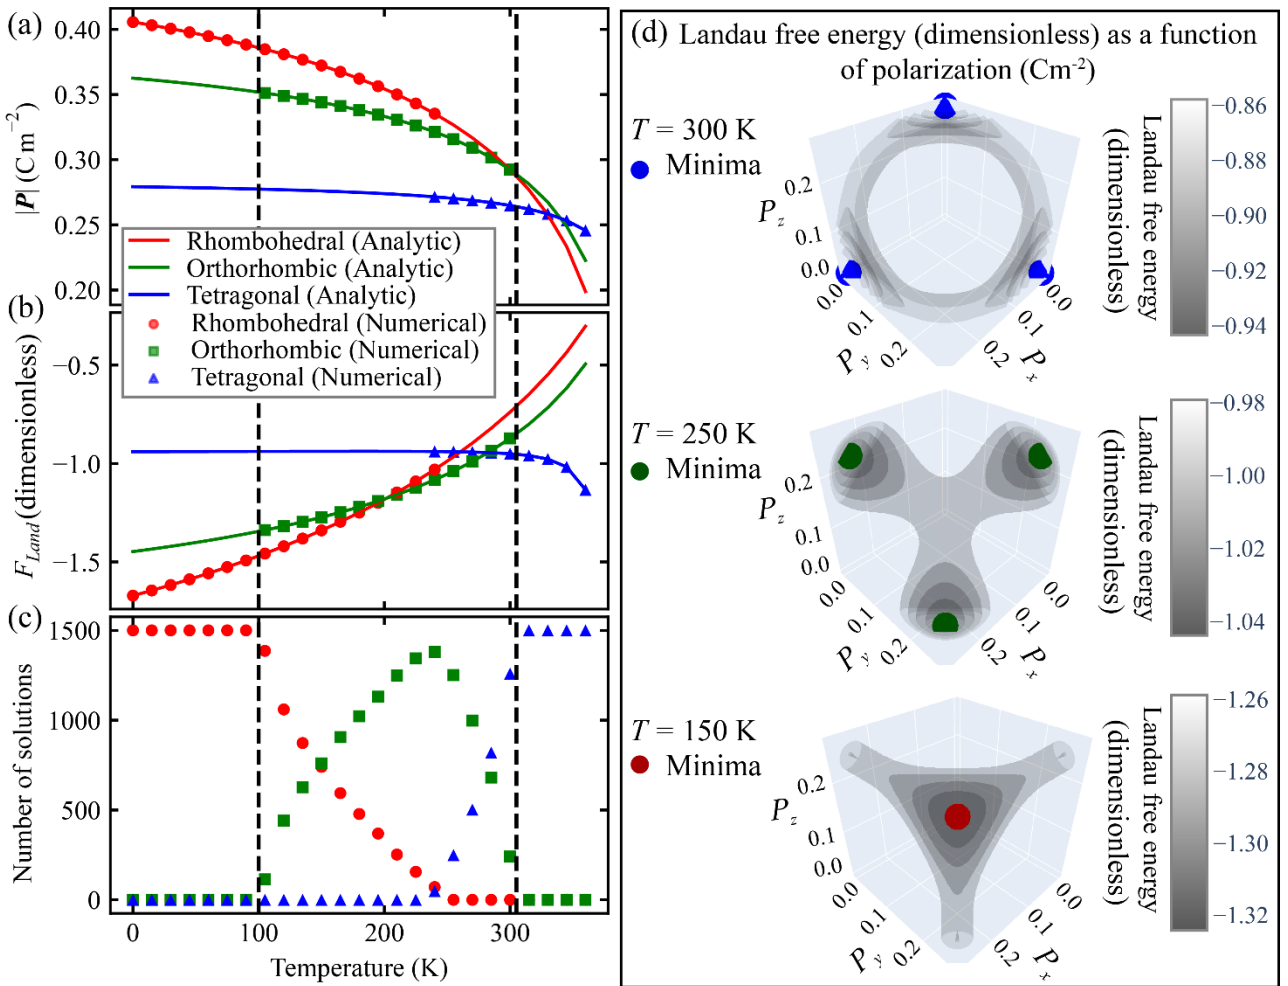 (a)
|P| (C m⁻²)
0.40
0.35
0.30
0.25
0.20
Rhombohedral (Analytic)
Orthorhombic (Analytic)
Tetragonal (Analytic)
Rhombohedral (Numerical)
Orthorhombic (Numerical)
Tetragonal (Numerical)
(b)
F_Land (dimensionless)
−0.5
−1.0
−1.5
(c)
Number of solutions
1500
1000
500
0
0 100 200 300
Temperature (K)
(d) Landau free energy (dimensionless) as a function
of polarization (Cm⁻²)
T = 300 K
Minima
P_z
0.2
0.1
0.0
0.0
0.1
0.2
P_y
0.0
0.1
0.2
P_x
Landau free energy
(dimensionless)
−0.86
−0.88
−0.90
−0.92
−0.94
T = 250 K
Minima
P_z
0.2
0.1
0.0
0.0
0.1
0.2
P_y
0.0
0.1
0.2
P_x
Landau free energy
(dimensionless)
−0.98
−1.00
−1.02
−1.04
T = 150 K
Minima
P_z
0.2
0.1
0.0
0.0
0.1
0.2
P_y
0.0
0.1
0.2
P_x
Landau free energy
(dimensionless)
−1.26
−1.28
−1.30
−1.32